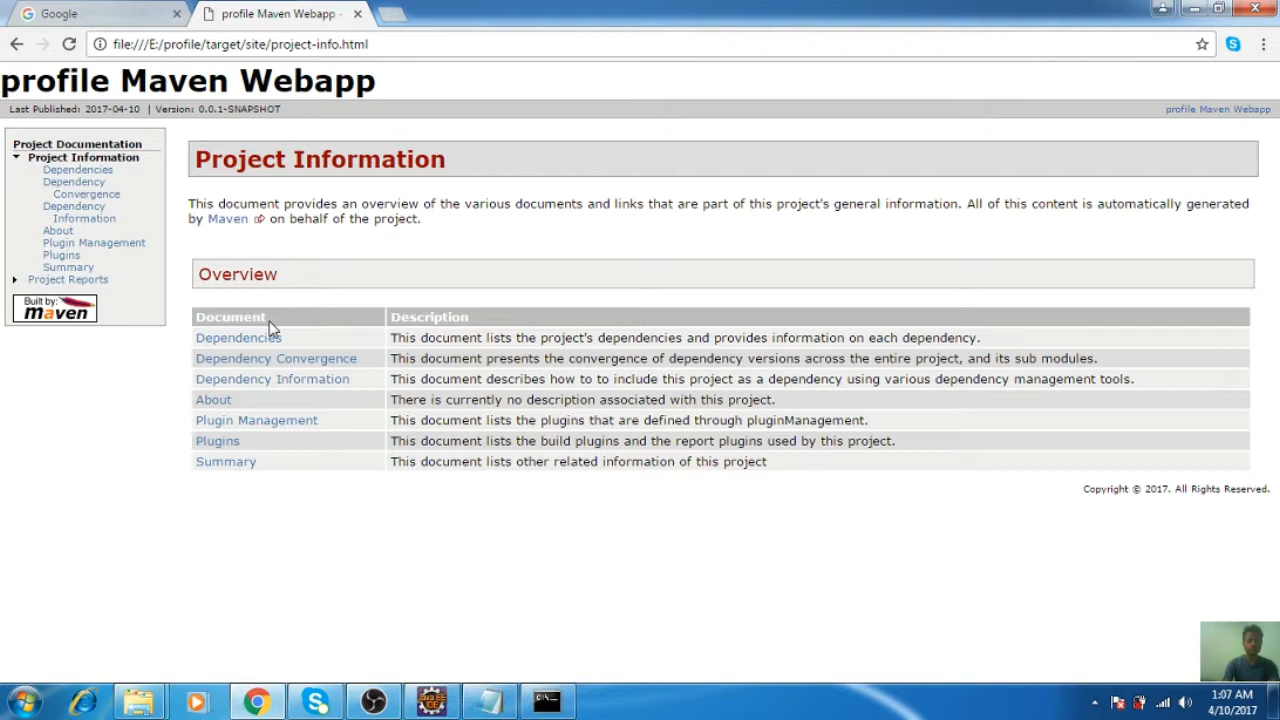 Google
profile Maven Webapp -
file:///E:/profile/target/site/project-info.html
profile Maven Webapp
Last Published: 2017-04-10 | Version: 0.0.1-SNAPSHOT
profile Maven Webapp
Project Documentation
Project Information
Dependencies
Dependency
Convergence
Dependency
Information
About
Plugin Management
Plugins
Summary
Project Reports
Built by:
maven
Project Information
This document provides an overview of the various documents and links that are part of this project's general information. All of this content is automatically generated
by Maven on behalf of the project.
Overview
Document Description
Dependencies This document lists the project's dependencies and provides information on each dependency.
Dependency Convergence This document presents the convergence of dependency versions across the entire project, and its sub modules.
Dependency Information This document describes how to to include this project as a dependency using various dependency management tools.
About There is currently no description associated with this project.
Plugin Management This document lists the plugins that are defined through pluginManagement.
Plugins This document lists the build plugins and the report plugins used by this project.
Summary This document lists other related information of this project
Copyright © 2017. All Rights Reserved.
1:07 AM
4/10/2017